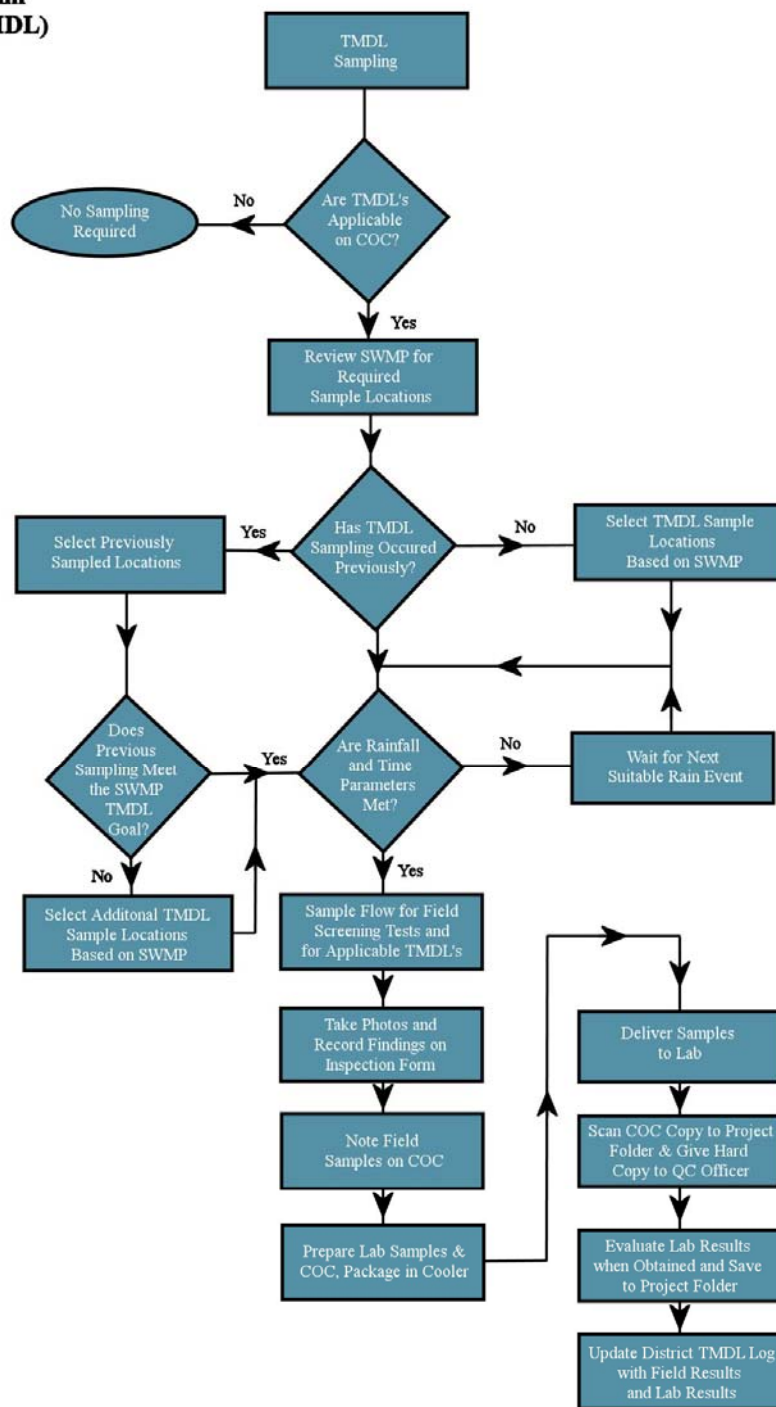 MDL)
TMDL
Sampling
Are TMDL's
Applicable
on COC?
No
No Sampling
Required
Yes
Review SWMP for
Required
Sample Locations
Has TMDL
Sampling Occured
Previously?
Yes
Select Previously
Sampled Locations
No
Select TMDL Sample
Locations
Based on SWMP
Does
Previous
Sampling Meet
the SWMP
TMDL
Goal?
Yes
No
Select Additonal TMDL
Sample Locations
Based on SWMP
Are Rainfall
and Time
Parameters
Met?
No
Wait for Next
Suitable Rain Event
Yes
Sample Flow for Field
Screening Tests and
for Applicable TMDL's
Take Photos and
Record Findings on
Inspection Form
Note Field
Samples on COC
Prepare Lab Samples &
COC, Package in Cooler
Deliver Samples
to Lab
Scan COC Copy to Project
Folder & Give Hard
Copy to QC Officer
Evaluate Lab Results
when Obtained and Save
to Project Folder
Update District TMDL Log
with Field Results
and Lab Results